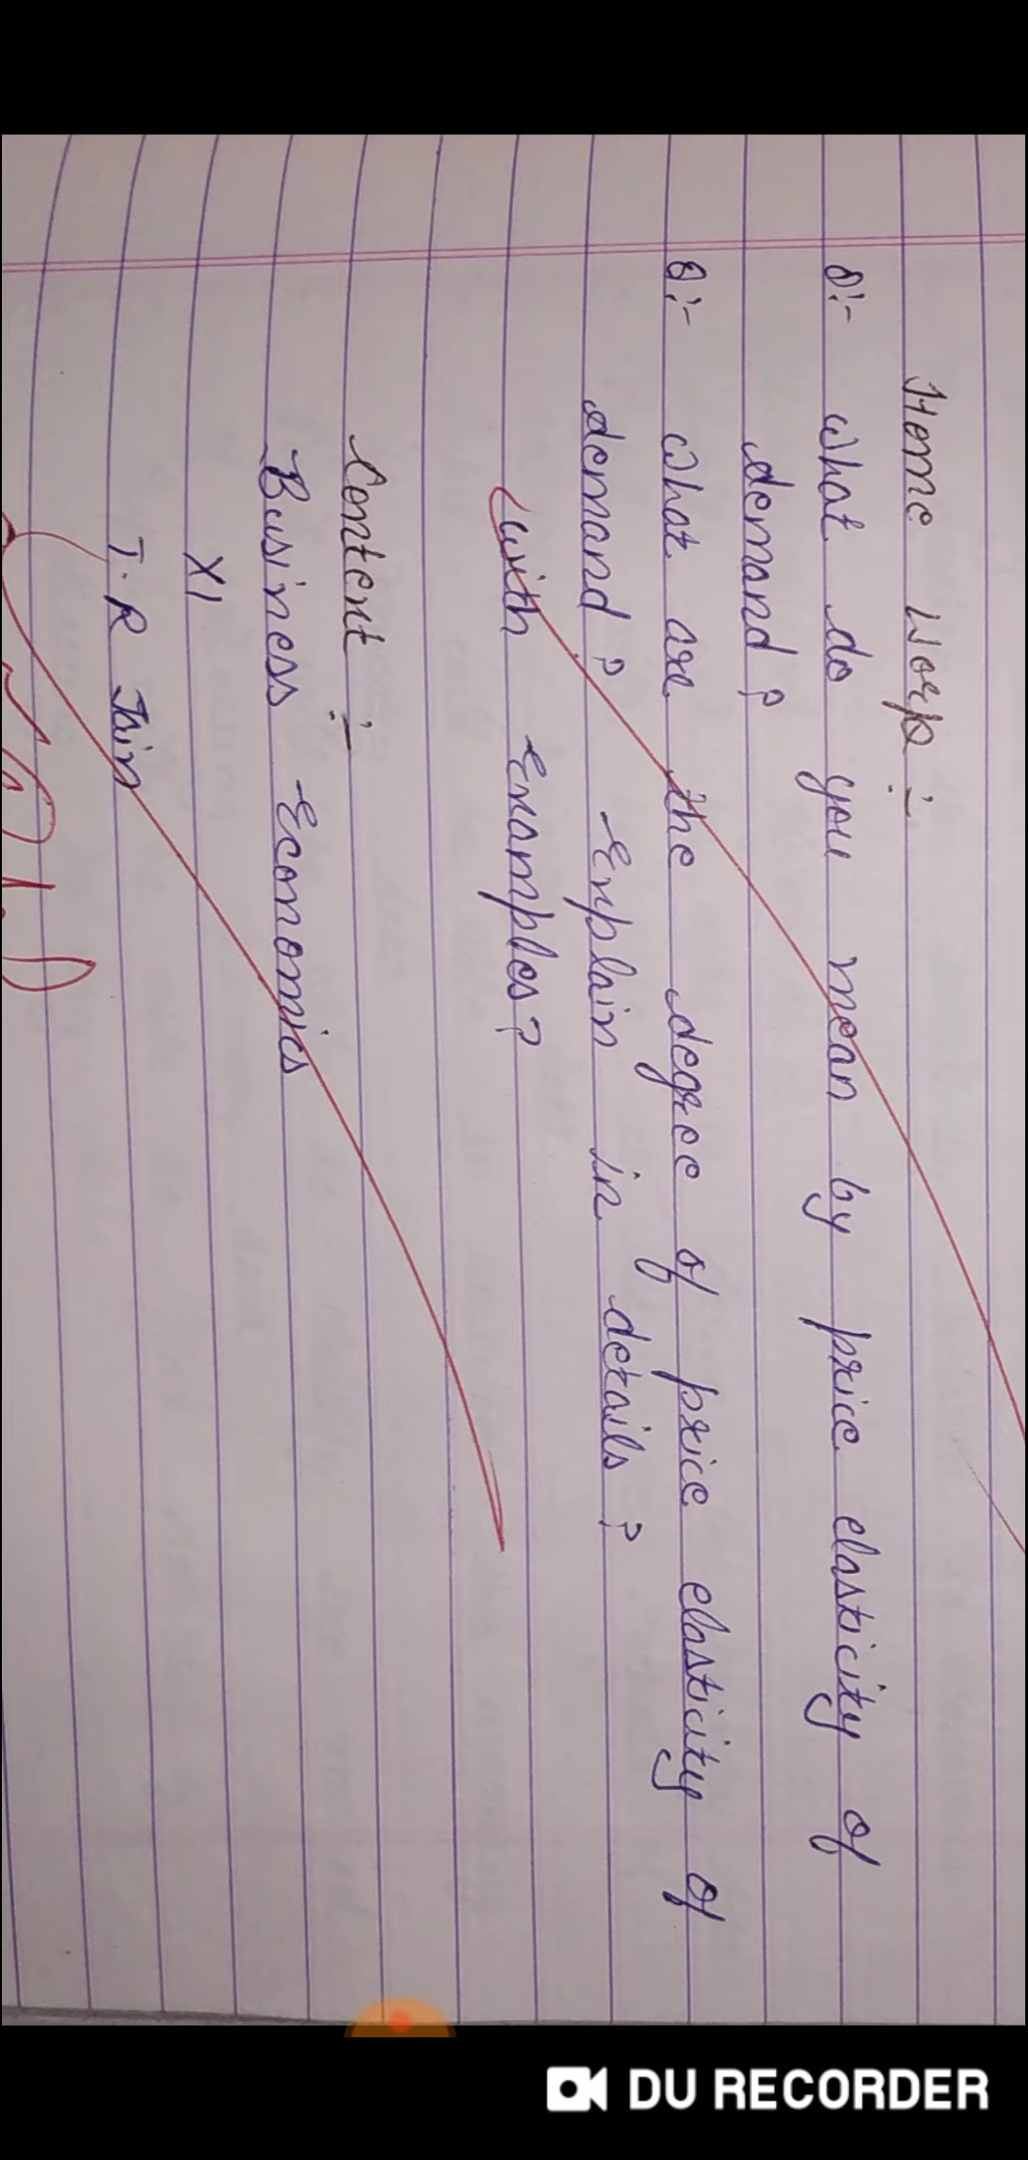 Home Work :-
Q:- What do you mean by price elasticity of
demand?
Q:- What are the degree of price elasticity of
demand? Explain in details?
with Examples?
Content :-
Business Economics
XI
T.R Jain
DU RECORDER